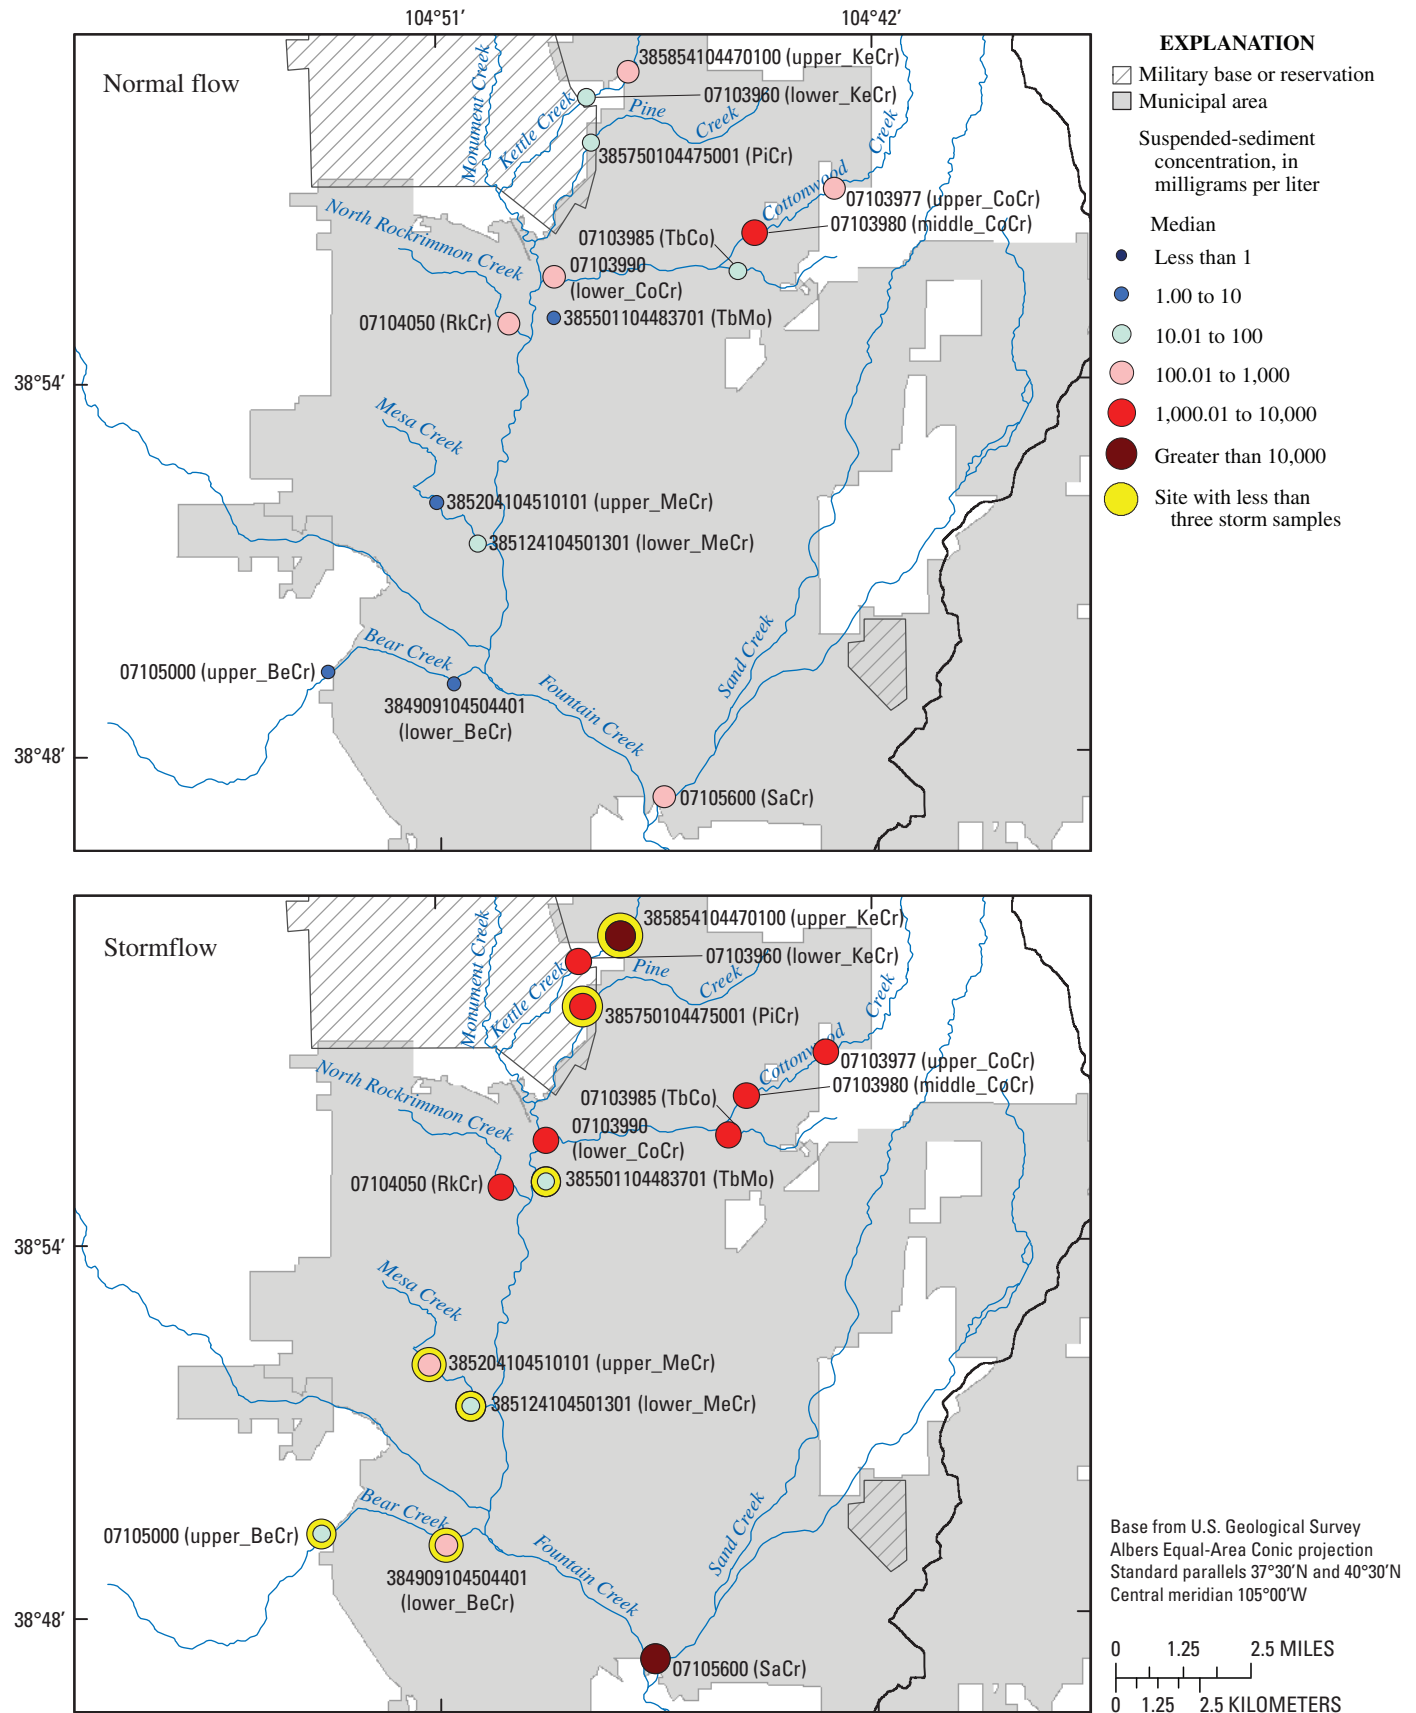 104°51′
104°42′
Normal flow
Monument Creek
Kettle Creek
385854104470100 (upper_KeCr)
07103960 (lower_KeCr)
Pine
Creek
385750104475001 (PiCr)
Cottonwood
Creek
07103977 (upper_CoCr)
07103980 (middle_CoCr)
North Rockrimmon Creek
07103985 (TbCo)
07103990
(lower_CoCr)
07104050 (RkCr)
385501104483701 (TbMo)
38°54′
Mesa Creek
385204104510101 (upper_MeCr)
385124104501301 (lower_MeCr)
Bear Creek
07105000 (upper_BeCr)
384909104504401
(lower_BeCr)
Fountain Creek
Sand Creek
38°48′
07105600 (SaCr)
EXPLANATION
Military base or reservation
Municipal area
Suspended-sediment
concentration, in
milligrams per liter
Median
Less than 1
1.00 to 10
10.01 to 100
100.01 to 1,000
1,000.01 to 10,000
Greater than 10,000
Site with less than
three storm samples
Stormflow
Monument Creek
Kettle Creek
385854104470100 (upper_KeCr)
07103960 (lower_KeCr)
Pine
Creek
385750104475001 (PiCr)
Cottonwood
Creek
07103977 (upper_CoCr)
07103980 (middle_CoCr)
North Rockrimmon Creek
07103985 (TbCo)
07103990
(lower_CoCr)
07104050 (RkCr)
385501104483701 (TbMo)
38°54′
Mesa Creek
385204104510101 (upper_MeCr)
385124104501301 (lower_MeCr)
Bear Creek
07105000 (upper_BeCr)
384909104504401
(lower_BeCr)
Fountain Creek
Sand Creek
38°48′
07105600 (SaCr)
Base from U.S. Geological Survey
Albers Equal-Area Conic projection
Standard parallels 37°30′N and 40°30′N
Central meridian 105°00′W
0 1.25 2.5 MILES
0 1.25 2.5 KILOMETERS